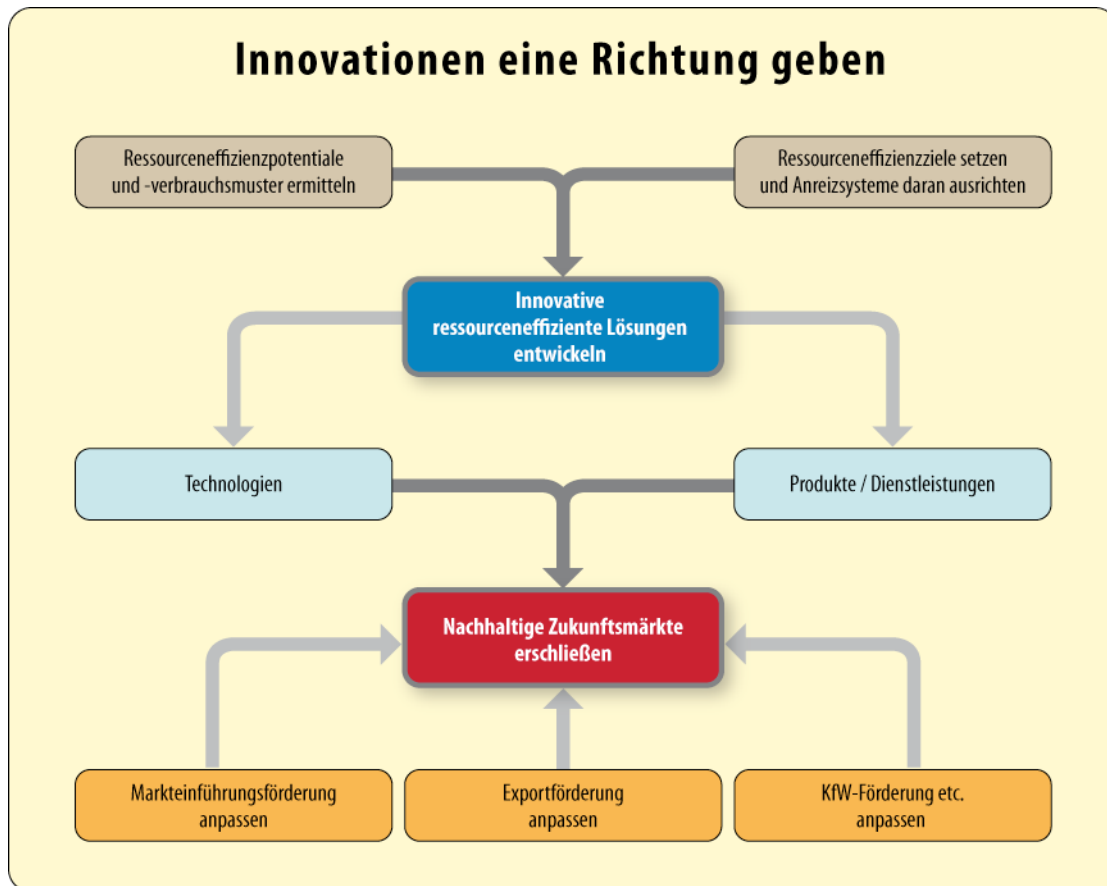 Innovationen eine Richtung geben
Ressourceneffizienzpotentiale
und -verbrauchsmuster ermitteln
Ressourceneffizienzziele setzen
und Anreizsysteme daran ausrichten
Innovative
ressourceneffiziente Lösungen
entwickeln
Technologien
Produkte / Dienstleistungen
Nachhaltige Zukunftsmärkte
erschließen
Markteinführungsförderung
anpassen
Exportförderung
anpassen
KfW-Förderung etc.
anpassen